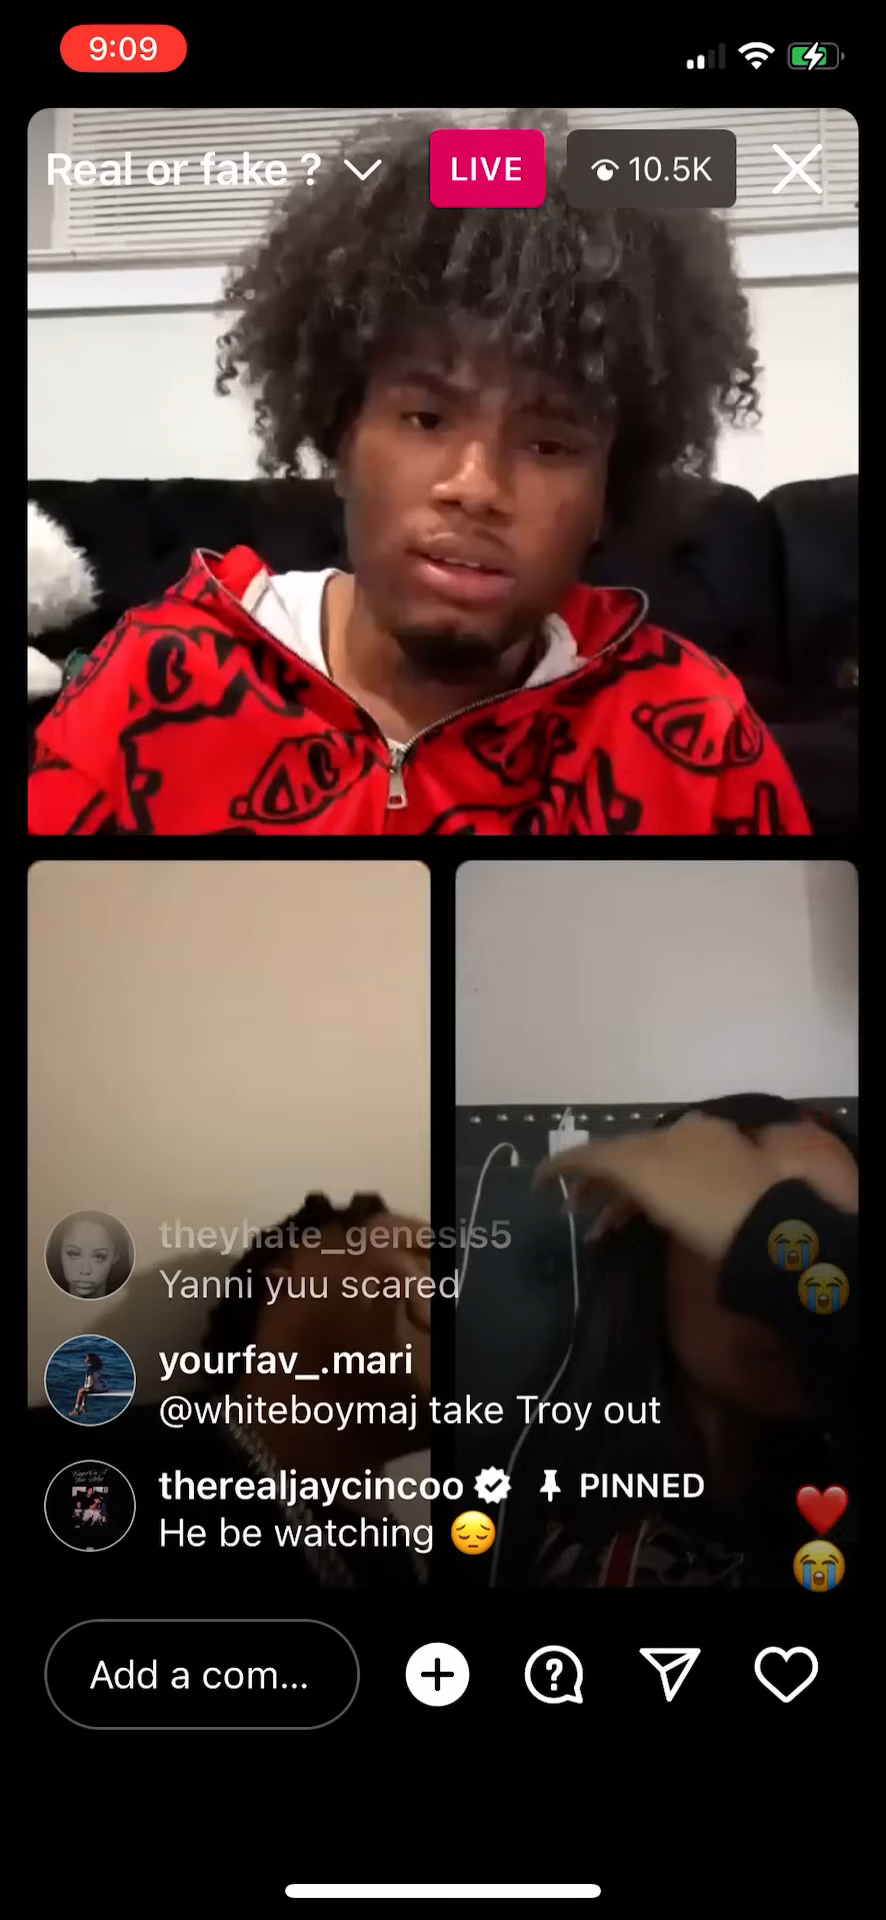 9:09
Real or fake ?
LIVE
10.5K
theyhate_genesis5
Yanni yuu scared
yourfav_.mari
@whiteboymaj take Troy out
therealjaycincoo PINNED
He be watching 😔
Add a com...